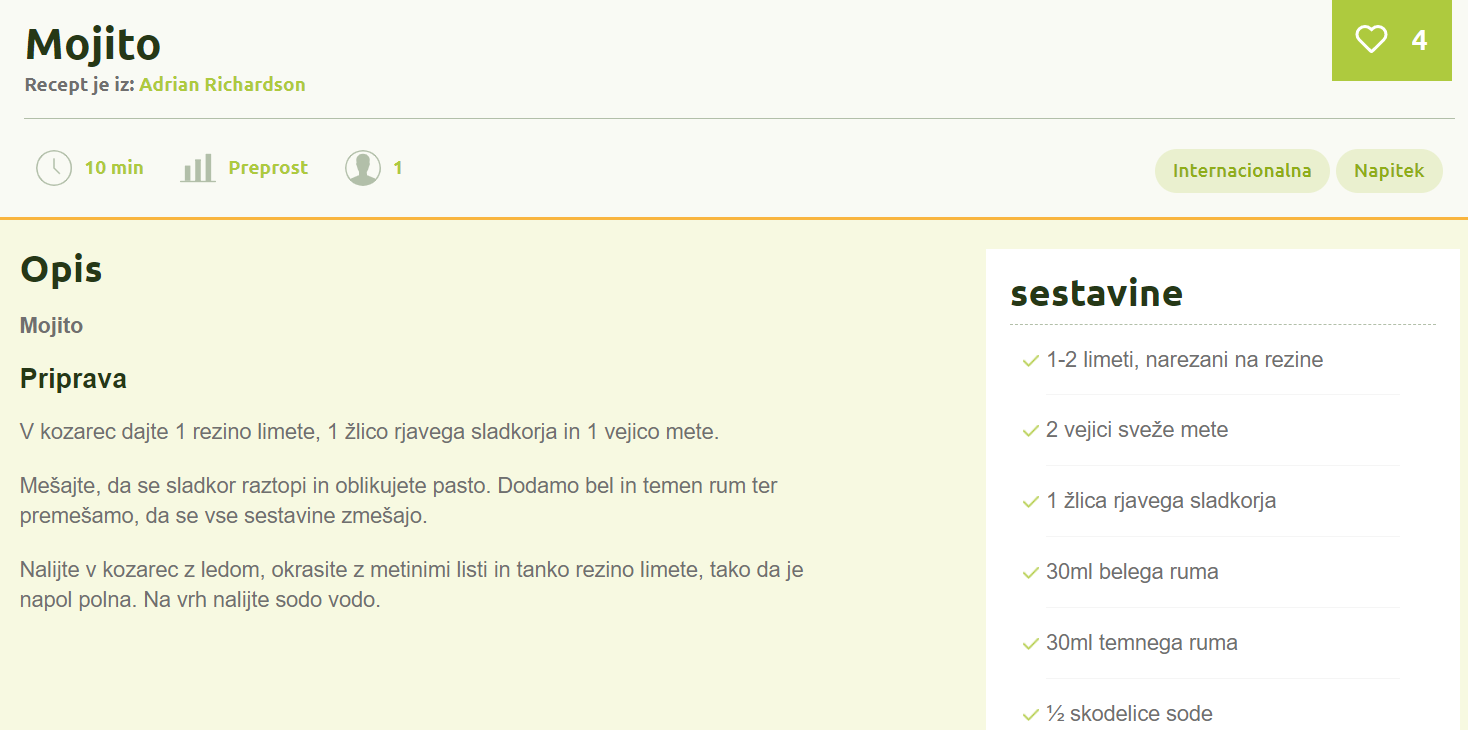 Mojito
4
Recept je iz: Adrian Richardson
10 min
Preprost
1
Internacionalna
Napitek
Opis
Mojito
Priprava
V kozarec dajte 1 rezino limete, 1 žlico rjavega sladkorja in 1 vejico mete.
Mešajte, da se sladkor raztopi in oblikujete pasto. Dodamo bel in temen rum ter
premešamo, da se vse sestavine zmešajo.
Nalijte v kozarec z ledom, okrasite z metinimi listi in tanko rezino limete, tako da je
napol polna. Na vrh nalijte sodo vodo.
sestavine
1-2 limeti, narezani na rezine
2 vejici sveže mete
1 žlica rjavega sladkorja
30ml belega ruma
30ml temnega ruma
½ skodelice sode